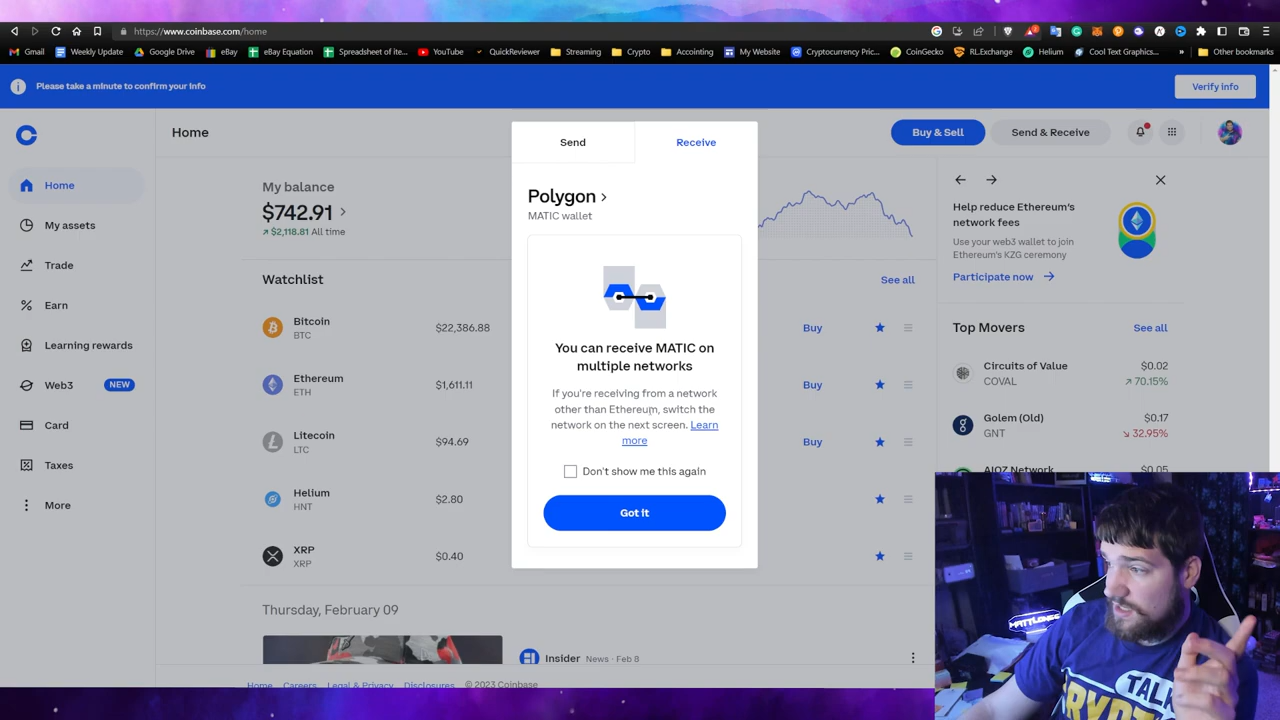 https://www.coinbase.com/home
Gmail
Weekly Update
Google Drive
eBay
eBay Equation
Spreadsheet of ite...
YouTube
QuickReviewer
Streaming
Crypto
Accointing
My Website
Cryptocurrency Pric...
CoinGecko
RL.Exchange
Helium
Cool Text Graphics...
»
Other bookmarks
Please take a minute to confirm your info
Verify info
Home
Buy & Sell
Send & Receive
Home
My assets
Trade
Earn
Learning rewards
Web3
NEW
Card
Taxes
More
My balance
$742.91
↗ $2,118.81 All time
Watchlist
See all
Bitcoin
BTC
$22,386.88
Buy
Ethereum
ETH
$1,611.11
Buy
Litecoin
LTC
$94.69
Buy
Helium
HNT
$2.80
XRP
XRP
$0.40
Thursday, February 09
Insider
News · Feb 8
Home
Careers
Legal & Privacy
Disclosures
© 2023 Coinbase
Send
Receive
Polygon
MATIC wallet
You can receive MATIC on
multiple networks
If you're receiving from a network
other than Ethereum, switch the
network on the next screen. Learn
more
Don't show me this again
Got it
Help reduce Ethereum's
network fees
Use your web3 wallet to join
Ethereum's KZG ceremony
Participate now
Top Movers
See all
Circuits of Value
COVAL
$0.02
↗ 70.15%
Golem (Old)
GNT
$0.17
↘ 32.95%
AIOZ Network
$0.05
TALK
CRYPTO